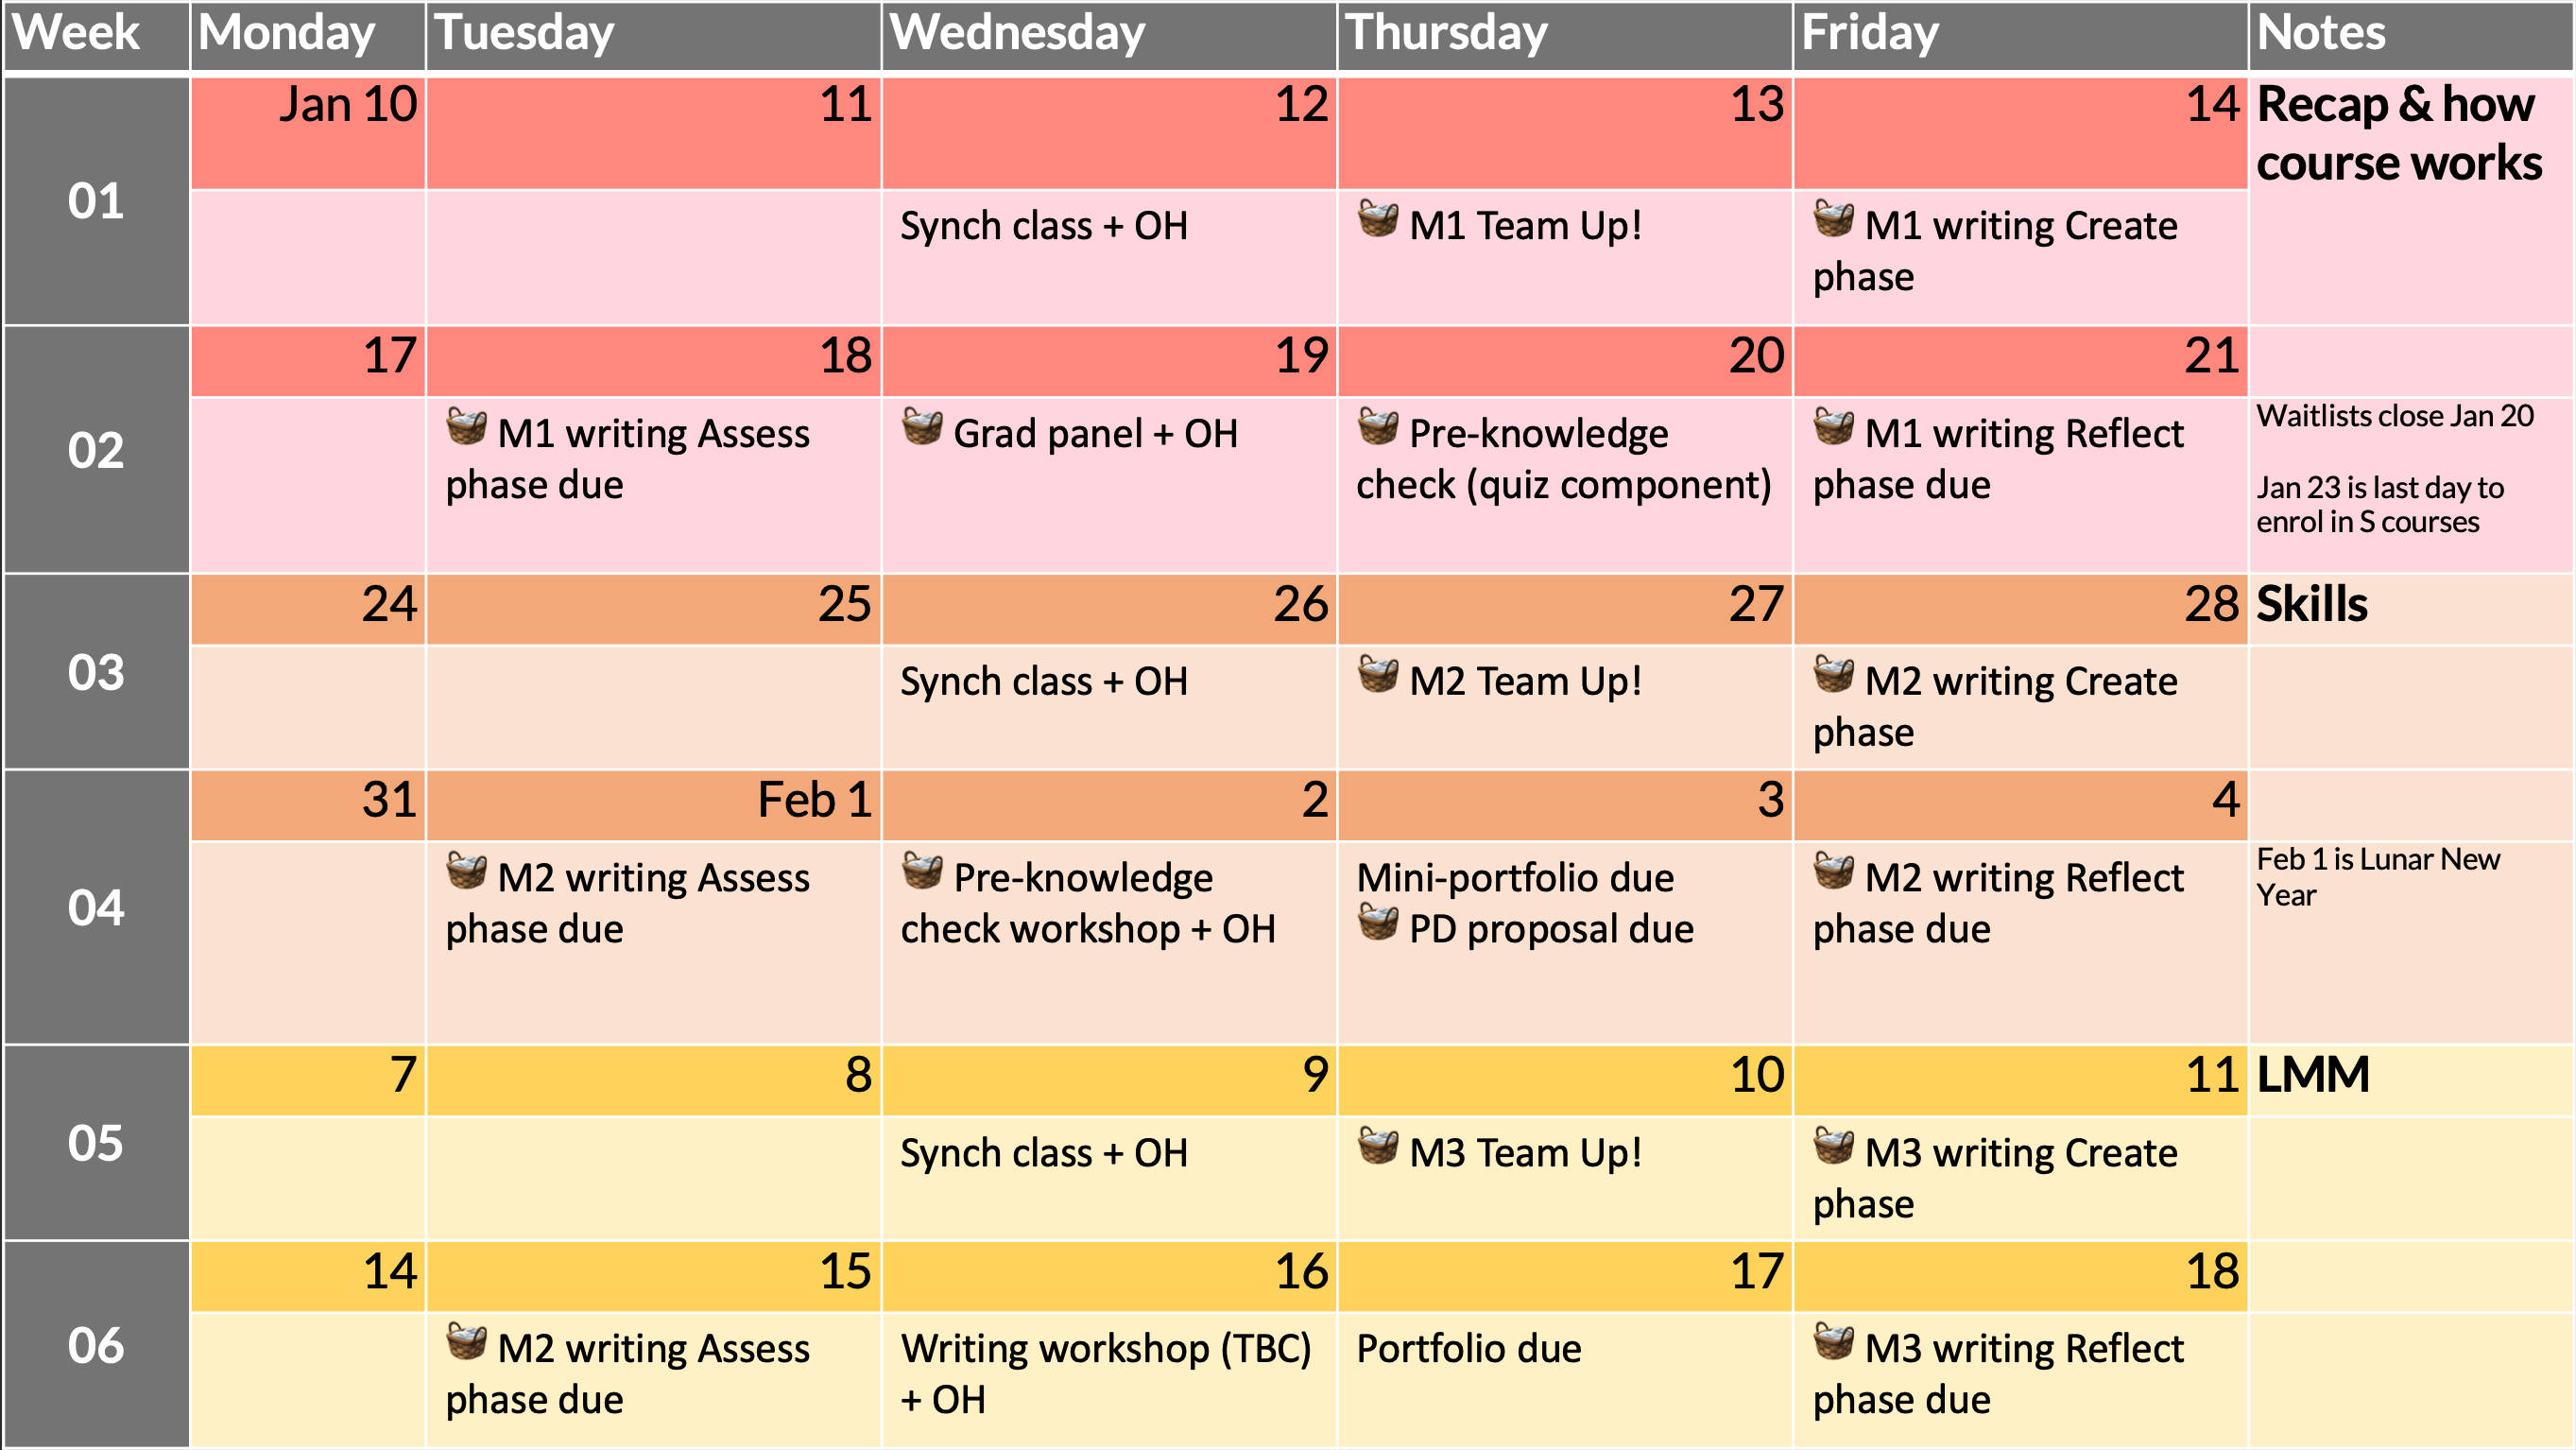 Week Monday Tuesday Wednesday Thursday Friday Notes
01
Jan 10 11 12 13 14 Recap & how
course works
Synch class + OH
🧺 M1 Team Up!
🧺 M1 writing Create
phase
02
17 18 19 20 21
🧺 M1 writing Assess
phase due
🧺 Grad panel + OH
🧺 Pre-knowledge
check (quiz component)
🧺 M1 writing Reflect
phase due
Waitlists close Jan 20
Jan 23 is last day to
enrol in S courses
03
24 25 26 27 28 Skills
Synch class + OH
🧺 M2 Team Up!
🧺 M2 writing Create
phase
04
31 Feb 1 2 3 4
🧺 M2 writing Assess
phase due
🧺 Pre-knowledge
check workshop + OH
Mini-portfolio due
🧺 PD proposal due
🧺 M2 writing Reflect
phase due
Feb 1 is Lunar New
Year
05
7 8 9 10 11 LMM
Synch class + OH
🧺 M3 Team Up!
🧺 M3 writing Create
phase
06
14 15 16 17 18
🧺 M2 writing Assess
phase due
Writing workshop (TBC)
+ OH
Portfolio due
🧺 M3 writing Reflect
phase due